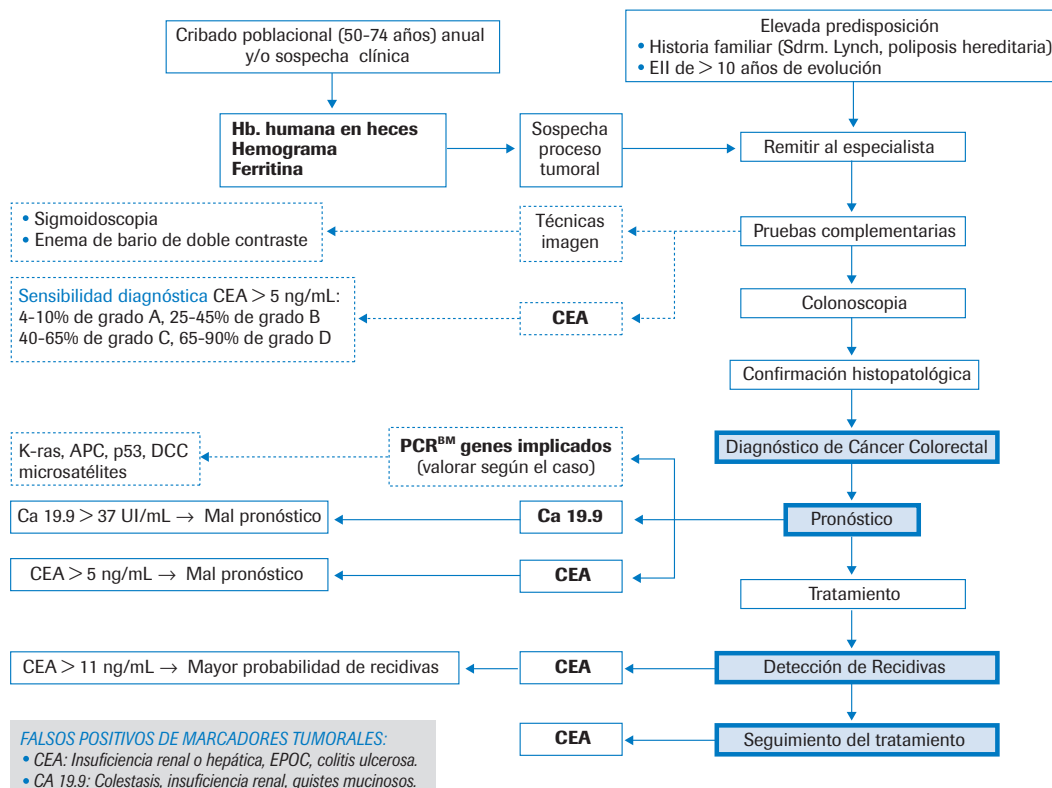 Cribado poblacional (50-74 años) anual
y/o sospecha clínica
Elevada predisposición
• Historia familiar (Sdrm. Lynch, poliposis hereditaria)
• EII de > 10 años de evolución
Hb. humana en heces
Hemograma
Ferritina
Sospecha
proceso
tumoral
Remitir al especialista
• Sigmoidoscopia
• Enema de bario de doble contraste
Técnicas
imagen
Pruebas complementarias
Sensibilidad diagnóstica CEA > 5 ng/mL:
4-10% de grado A, 25-45% de grado B
40-65% de grado C, 65-90% de grado D
CEA
Colonoscopia
Confirmación histopatológica
K-ras, APC, p53, DCC
microsatélites
PCRᴮᴹ genes implicados
(valorar según el caso)
Diagnóstico de Cáncer Colorectal
Ca 19.9 > 37 UI/mL → Mal pronóstico
Ca 19.9
Pronóstico
CEA > 5 ng/mL → Mal pronóstico
CEA
Tratamiento
CEA > 11 ng/mL → Mayor probabilidad de recidivas
CEA
Detección de Recidivas
CEA
Seguimiento del tratamiento
FALSOS POSITIVOS DE MARCADORES TUMORALES:
• CEA: Insuficiencia renal o hepática, EPOC, colitis ulcerosa.
• CA 19.9: Colestasis, insuficiencia renal, quistes mucinosos.